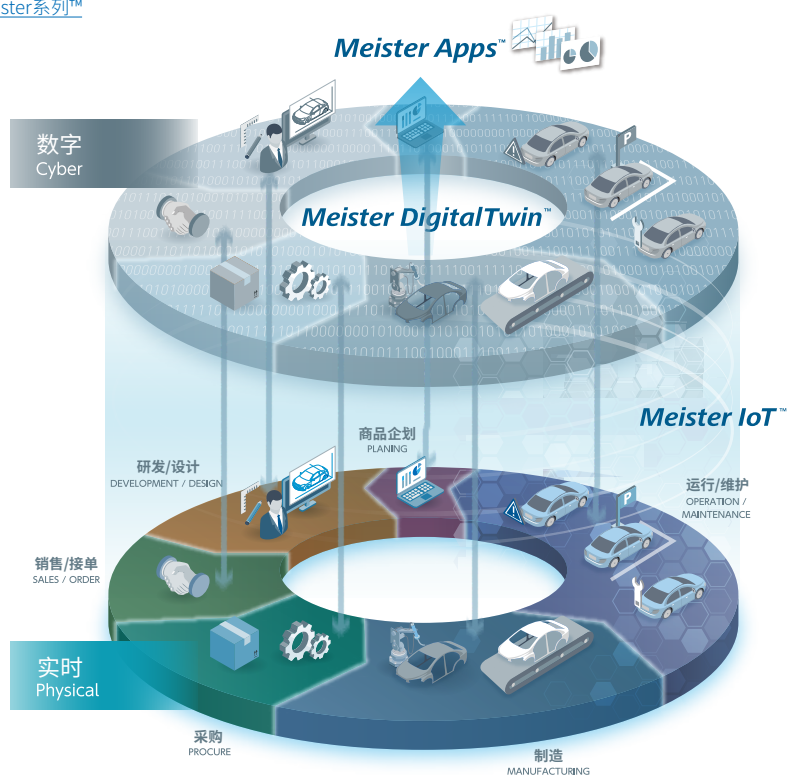 ster系列™
Meister Apps™
数字
Cyber
P
Meister DigitalTwin™
Meister IoT™
商品企划
PLANING
研发/设计
DEVELOPMENT / DESIGN
运行/维护
OPERATION /
MAINTENANCE
P
销售/接单
SALES / ORDER
实时
Physical
采购
PROCURE
制造
MANUFACTURING